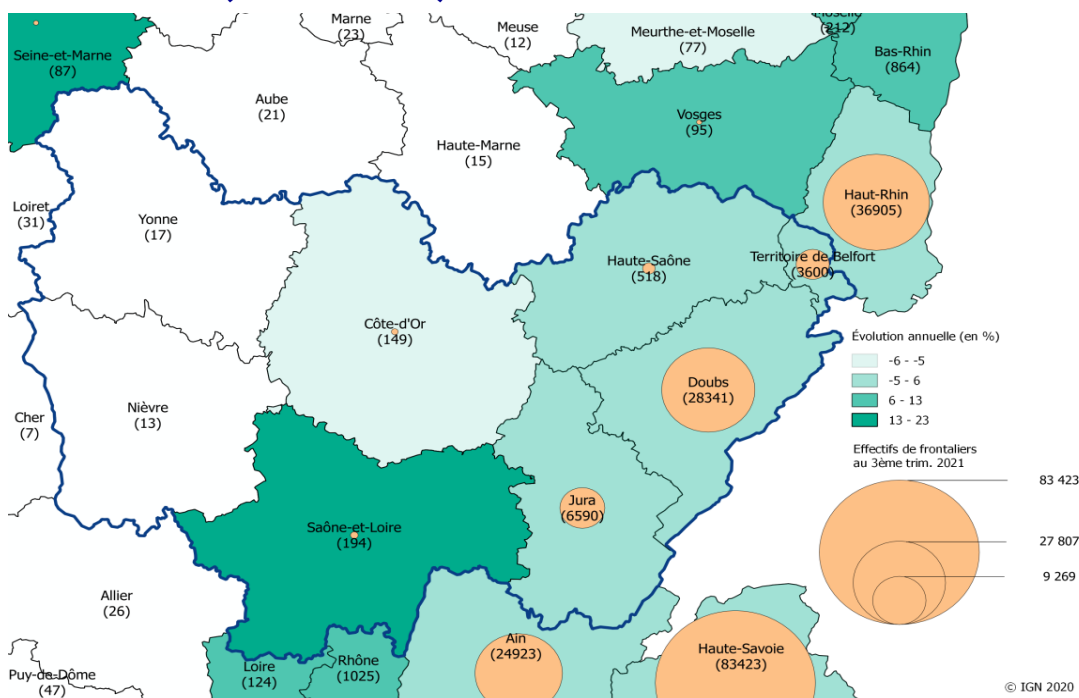 Marne
(23)
Meuse
(12)
Meurthe-et-Moselle
(77)
Moselle
(212)
Seine-et-Marne
(87)
Bas-Rhin
(864)
Aube
(21)
Vosges
(95)
Haute-Marne
(15)
Haut-Rhin
(36905)
Loiret
(31)
Yonne
(17)
Haute-Saône
(518)
Territoire de Belfort
(3600)
Côte-d'Or
(149)
Doubs
(28341)
Cher
(7)
Nièvre
(13)
Évolution annuelle (en %)
-6 - -5
-5 - 6
6 - 13
13 - 23
Effectifs de frontaliers
au 3ème trim. 2021
83 423
27 807
9 269
Jura
(6590)
Saône-et-Loire
(194)
Allier
(26)
Ain
(24923)
Haute-Savoie
(83423)
Loire
(124)
Rhône
(1025)
Puy-de-Dôme
(47)
© IGN 2020